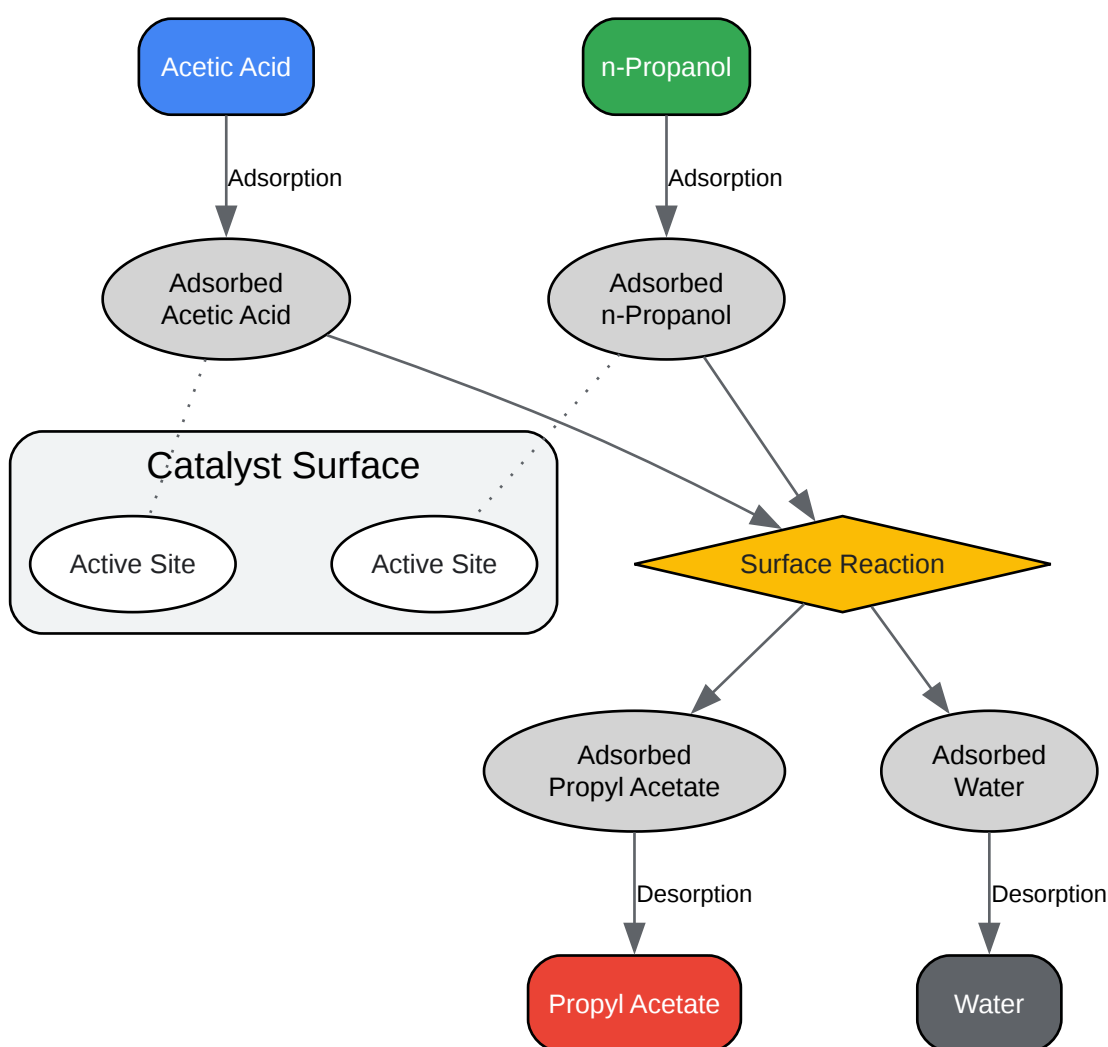 Acetic Acid
n-Propanol
Adsorption
Adsorption
Adsorbed
Acetic Acid
Adsorbed
n-Propanol
Catalyst Surface
Active Site
Active Site
Surface Reaction
Adsorbed
Propyl Acetate
Adsorbed
Water
Desorption
Desorption
Propyl Acetate
Water